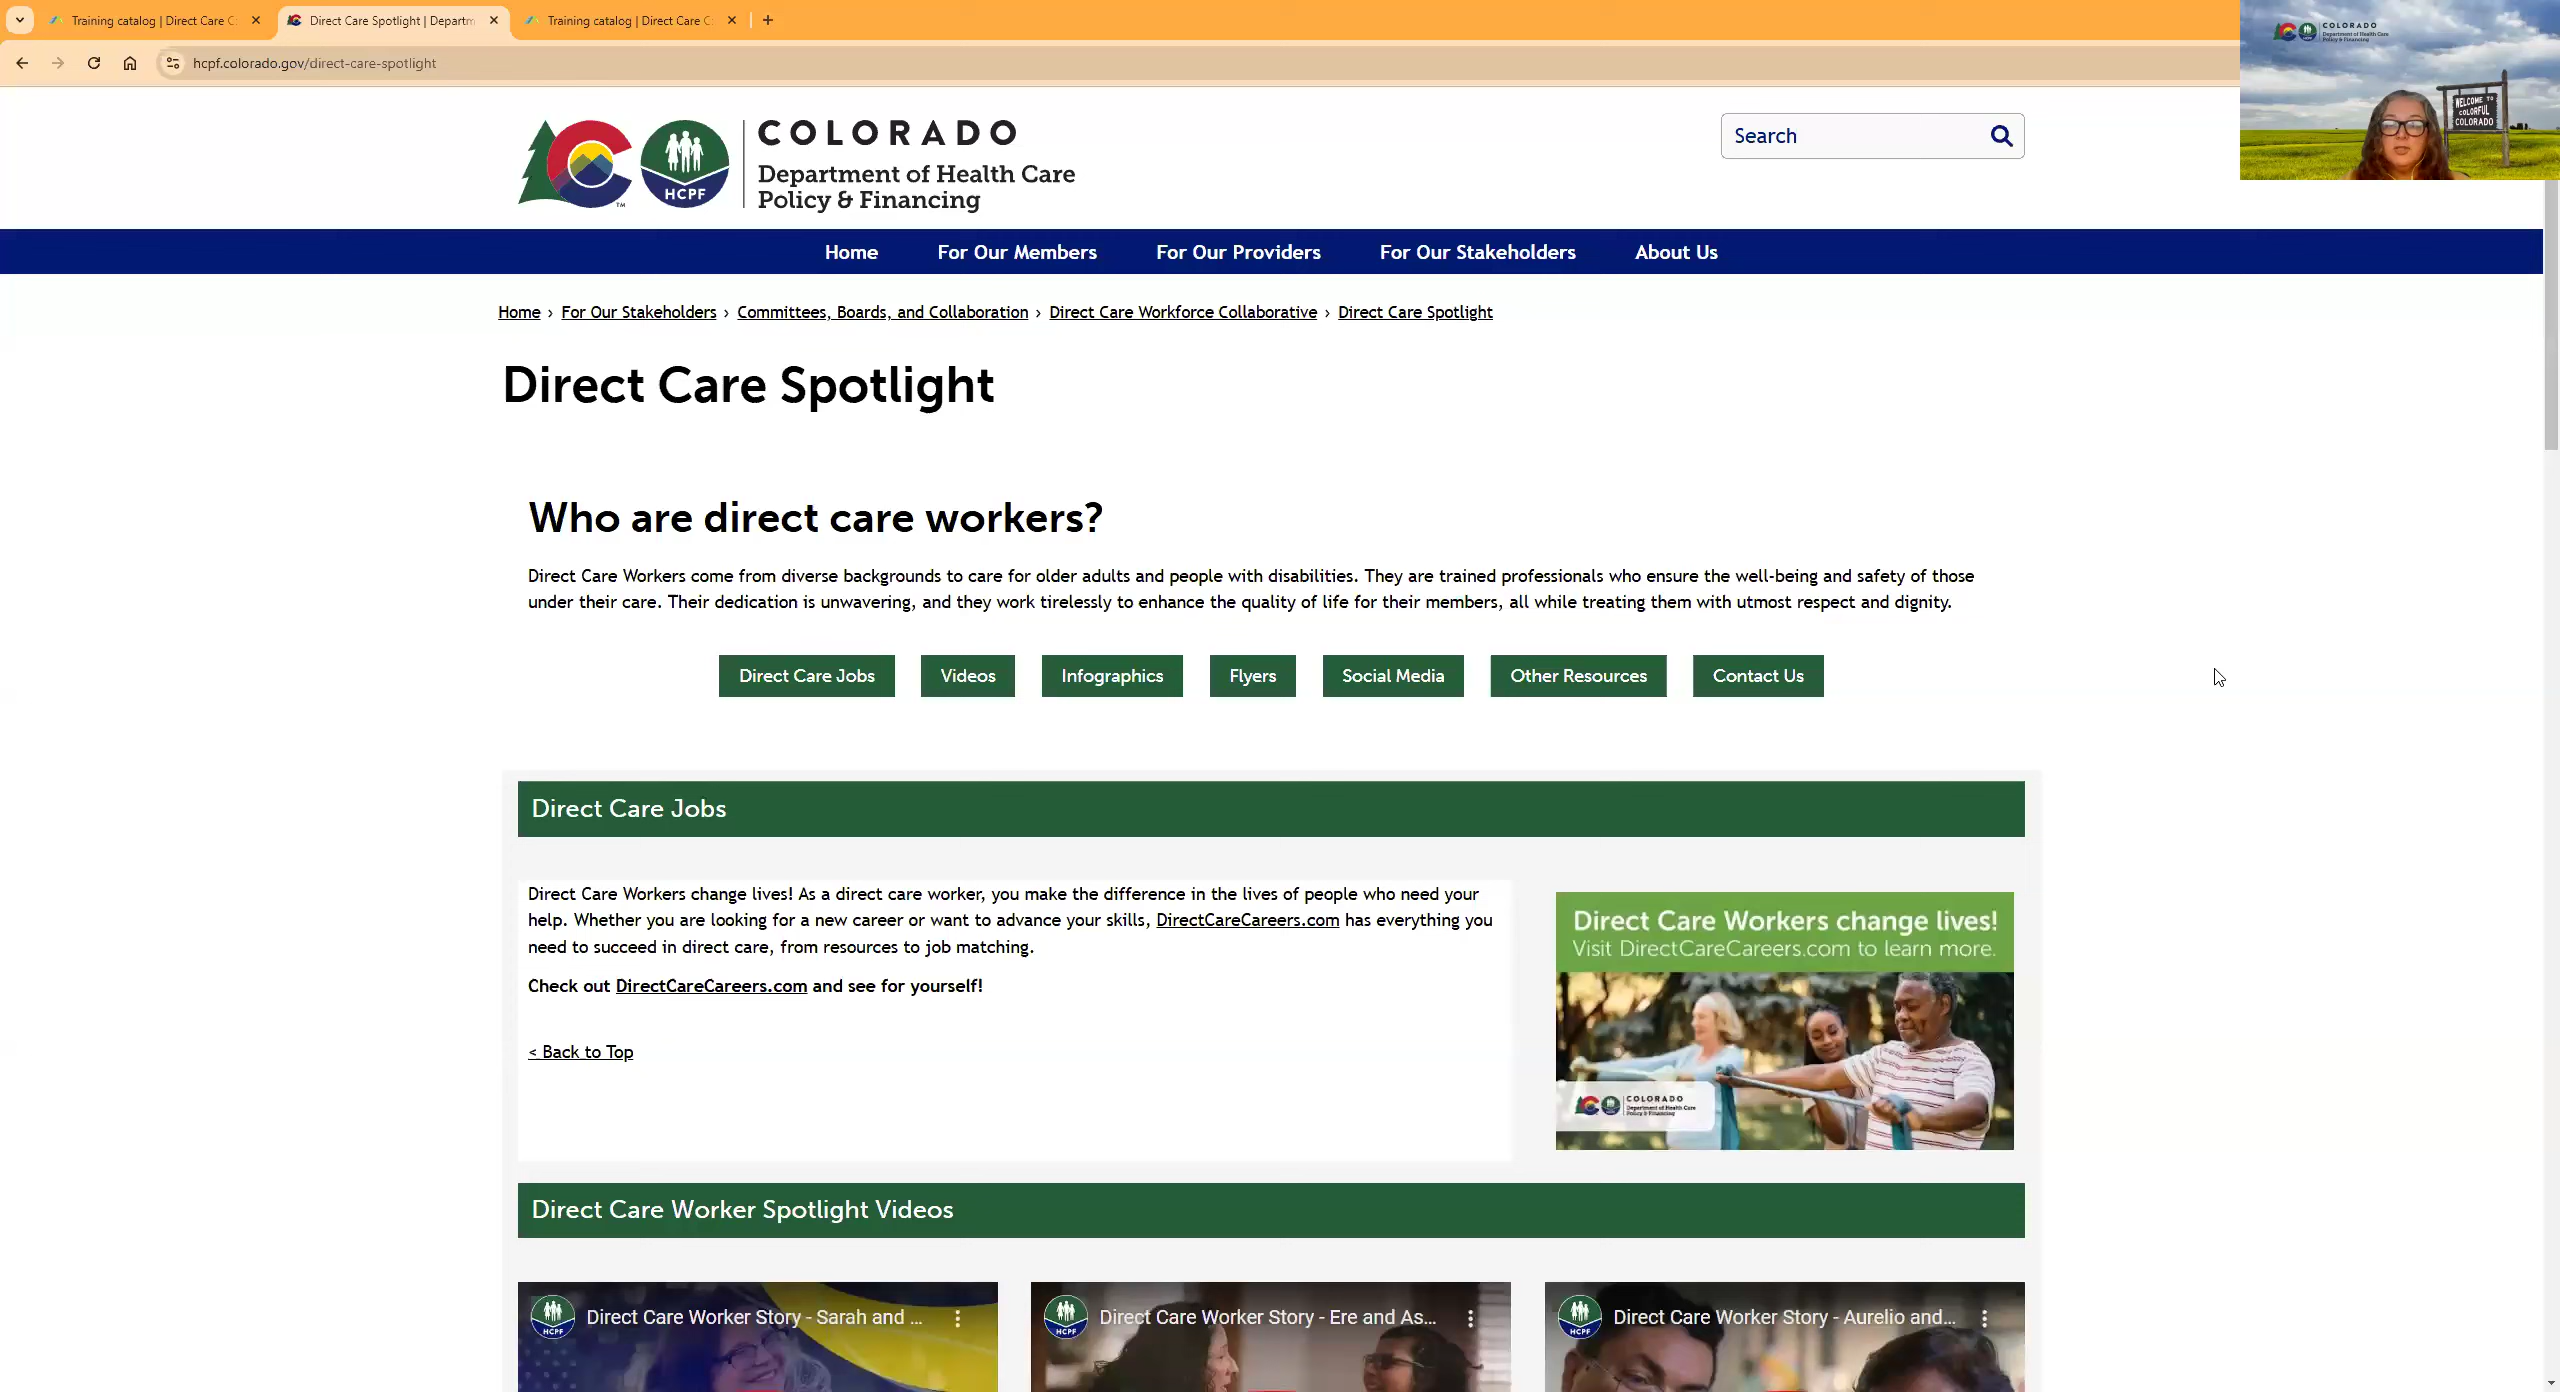 Training catalog | Direct Care C
Direct Care Spotlight | Departm
Training catalog | Direct Care C
hcpf.colorado.gov/direct-care-spotlight
COLORADO
Department of Health Care
Policy & Financing
WELCOME TO
COLORFUL
COLORADO
HCPF
TM
COLORADO
Department of Health Care
Policy & Financing
Search
Home
For Our Members
For Our Providers
For Our Stakeholders
About Us
Home › For Our Stakeholders › Committees, Boards, and Collaboration › Direct Care Workforce Collaborative › Direct Care Spotlight
Direct Care Spotlight
Who are direct care workers?
Direct Care Workers come from diverse backgrounds to care for older adults and people with disabilities. They are trained professionals who ensure the well-being and safety of those
under their care. Their dedication is unwavering, and they work tirelessly to enhance the quality of life for their members, all while treating them with utmost respect and dignity.
Direct Care Jobs
Videos
Infographics
Flyers
Social Media
Other Resources
Contact Us
Direct Care Jobs
Direct Care Workers change lives! As a direct care worker, you make the difference in the lives of people who need your
help. Whether you are looking for a new career or want to advance your skills, DirectCareCareers.com has everything you
need to succeed in direct care, from resources to job matching.
Check out DirectCareCareers.com and see for yourself!
< Back to Top
Direct Care Workers change lives!
Visit DirectCareCareers.com to learn more.
COLORADO
Department of Health Care
Policy & Financing
Direct Care Worker Spotlight Videos
HCPF
Direct Care Worker Story - Sarah and ...
HCPF
Direct Care Worker Story - Ere and As...
HCPF
Direct Care Worker Story - Aurelio and...